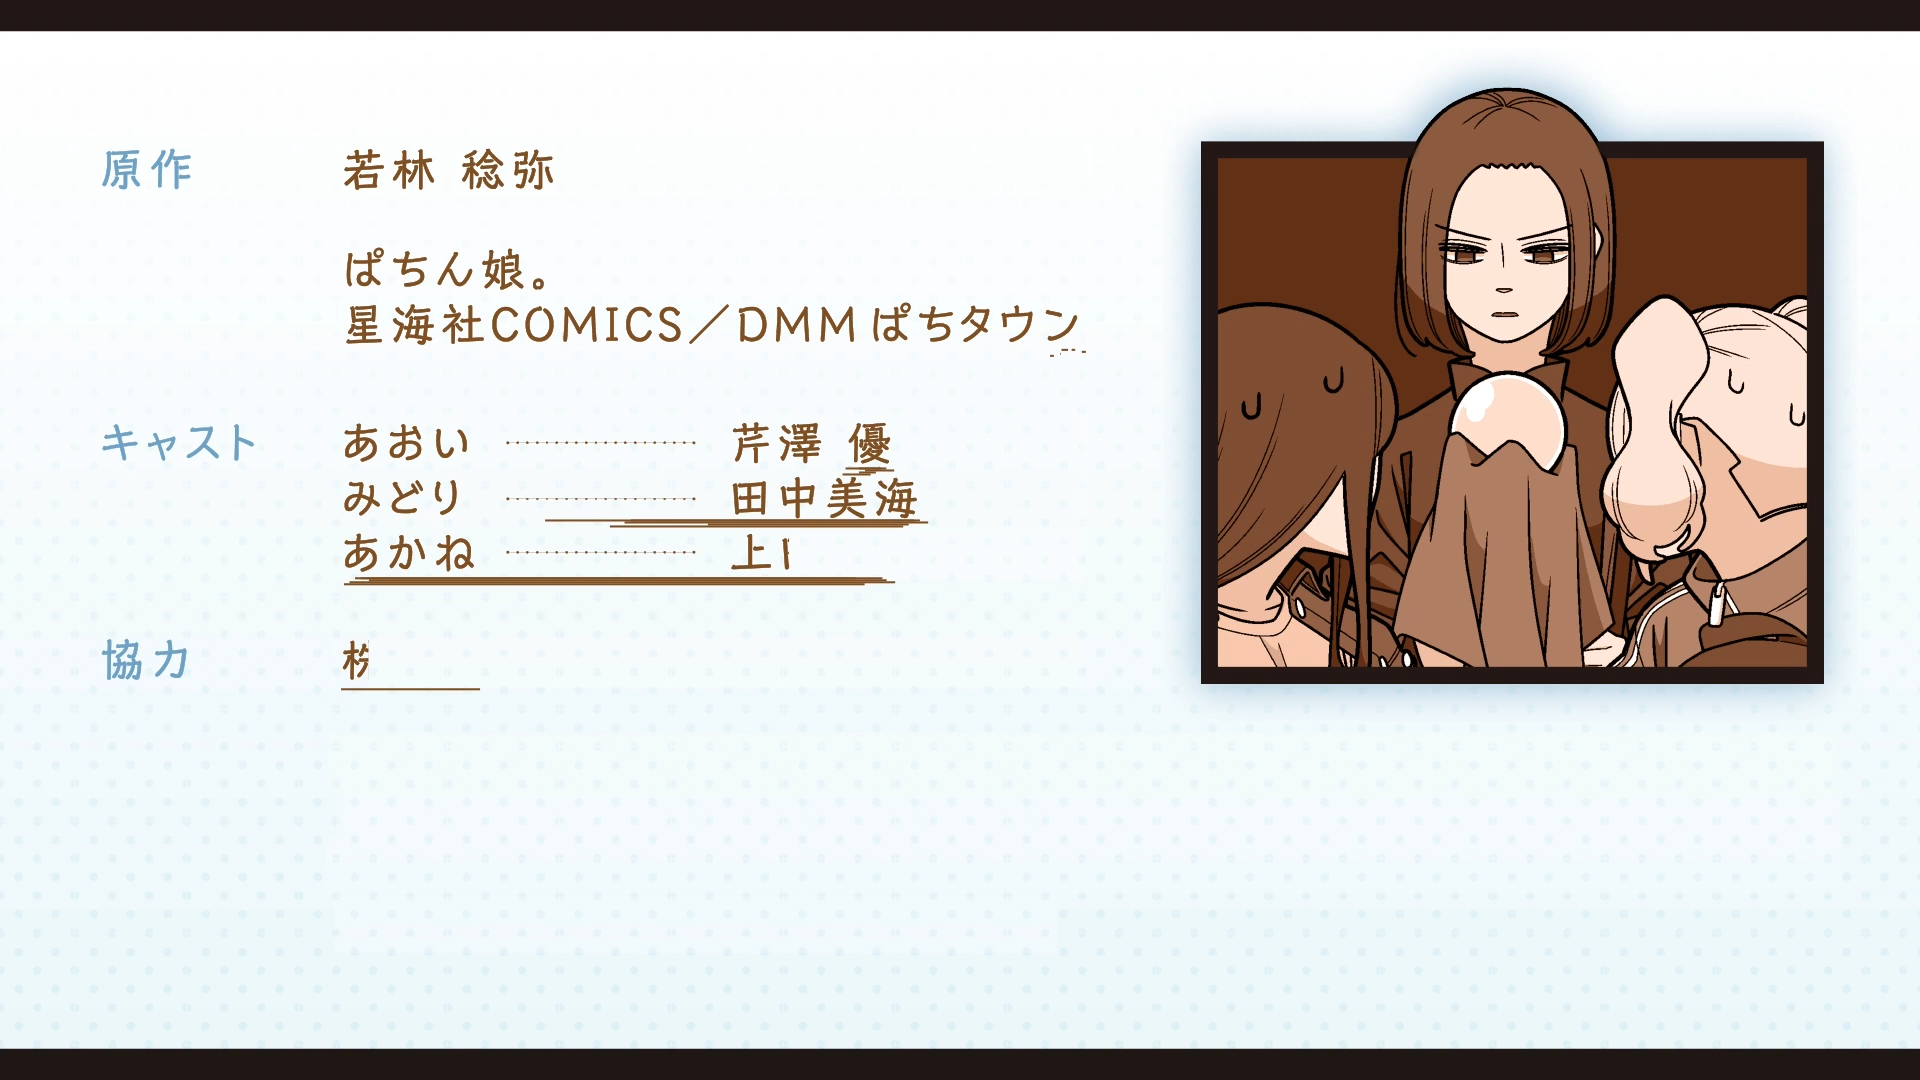 原作 若林 稔弥
ぱちん娘。
星海社COMICS／DMMぱちタウン
キャスト あおい 芹澤 優
みどり 田中美海
あかね 上
協力